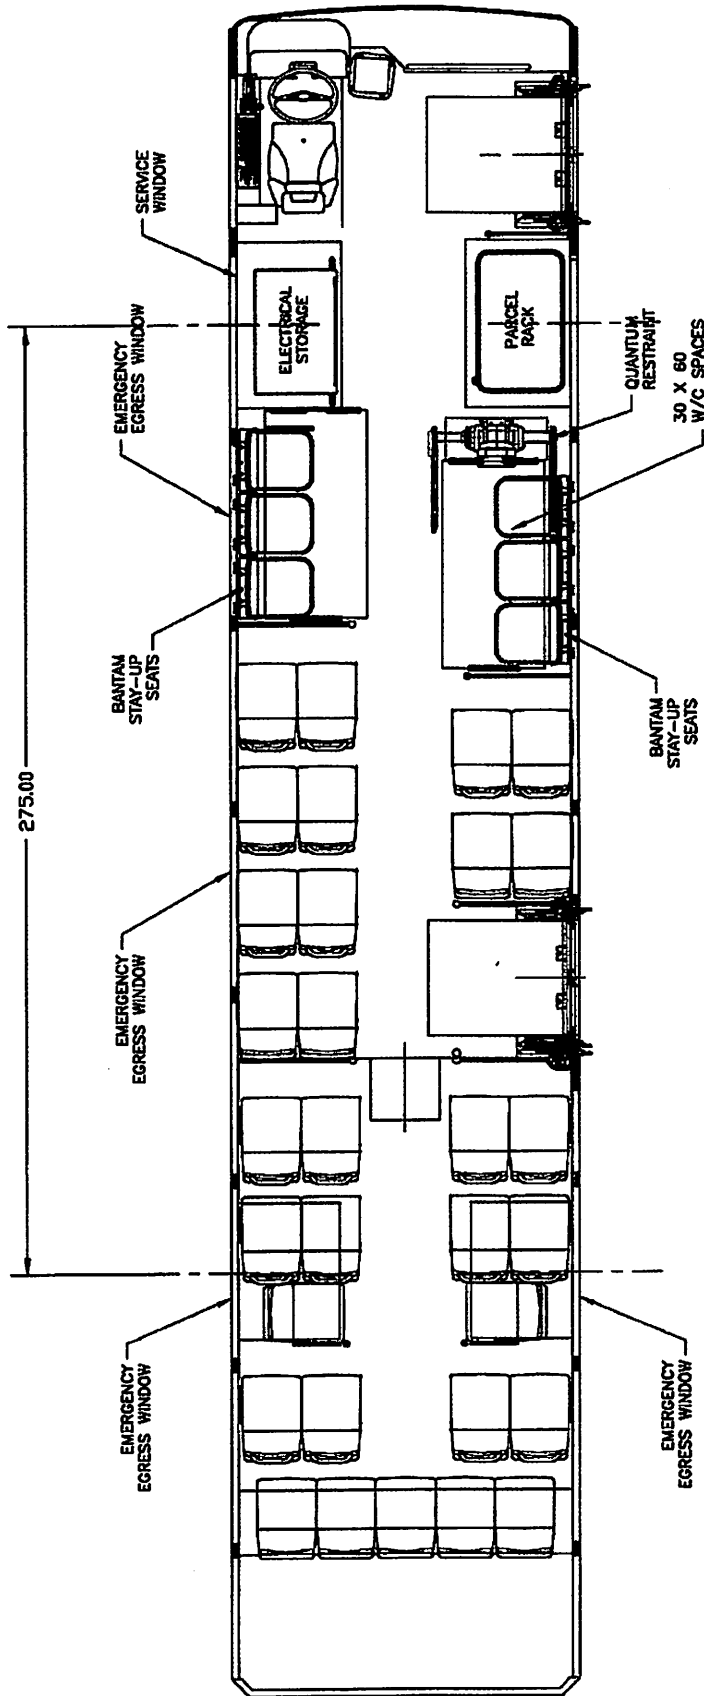 SERVICE
WINDOW
EMERGENCY
EGRESS WINDOW
275.00
BANTAM
STAY-UP
SEATS
EMERGENCY
EGRESS WINDOW
EMERGENCY
EGRESS WINDOW
ELECTRICAL
STORAGE
PARCEL
RACK
QUANTUM
RESTRAINT
30 X 60
W/C SPACES
BANTAM
STAY-UP
SEATS
EMERGENCY
EGRESS WINDOW